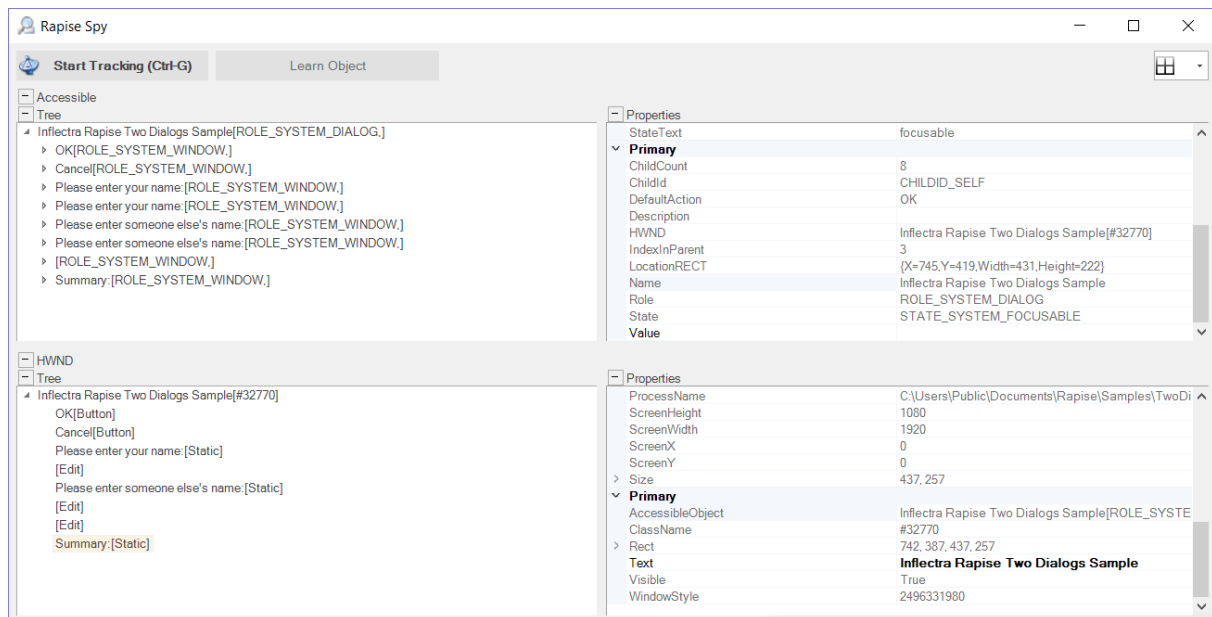 Rapise Spy
Start Tracking (Ctrl-G) Learn Object
Accessible
Tree
Inflectra Rapise Two Dialogs Sample[ROLE_SYSTEM_DIALOG,]
OK[ROLE_SYSTEM_WINDOW,]
Cancel[ROLE_SYSTEM_WINDOW,]
Please enter your name:[ROLE_SYSTEM_WINDOW,]
Please enter your name:[ROLE_SYSTEM_WINDOW,]
Please enter someone else's name:[ROLE_SYSTEM_WINDOW,]
Please enter someone else's name:[ROLE_SYSTEM_WINDOW,]
[ROLE_SYSTEM_WINDOW,]
Summary:[ROLE_SYSTEM_WINDOW,]
Properties
StateText focusable
Primary
ChildCount 8
ChildId CHILDID_SELF
DefaultAction OK
Description
HWND Inflectra Rapise Two Dialogs Sample[#32770]
IndexInParent 3
LocationRECT {X=745,Y=419,Width=431,Height=222}
Name Inflectra Rapise Two Dialogs Sample
Role ROLE_SYSTEM_DIALOG
State STATE_SYSTEM_FOCUSABLE
Value
HWND
Tree
Inflectra Rapise Two Dialogs Sample[#32770]
OK[Button]
Cancel[Button]
Please enter your name:[Static]
[Edit]
Please enter someone else's name:[Static]
[Edit]
[Edit]
Summary:[Static]
Properties
ProcessName C:\Users\Public\Documents\Rapise\Samples\TwoDi
ScreenHeight 1080
ScreenWidth 1920
ScreenX 0
ScreenY 0
Size 437, 257
Primary
AccessibleObject Inflectra Rapise Two Dialogs Sample[ROLE_SYSTE
ClassName #32770
Rect 742, 387, 437, 257
Text Inflectra Rapise Two Dialogs Sample
Visible True
WindowStyle 2496331980